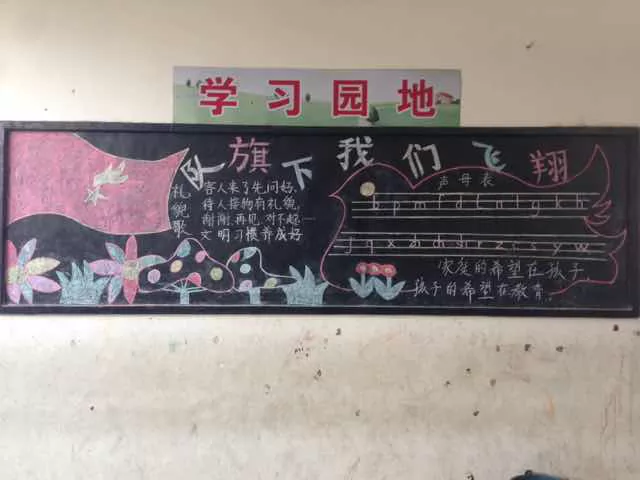 学习园地
队旗下我们飞翔
礼貌歌
客人来了先问好，
待人接物有礼貌，
谢谢、再见、对不起…
文明习惯养成好
声母表
b p m f d t n l g k h
j q x zh ch sh r z c s y w
家庭的希望在孩子，
孩子的希望在教育。